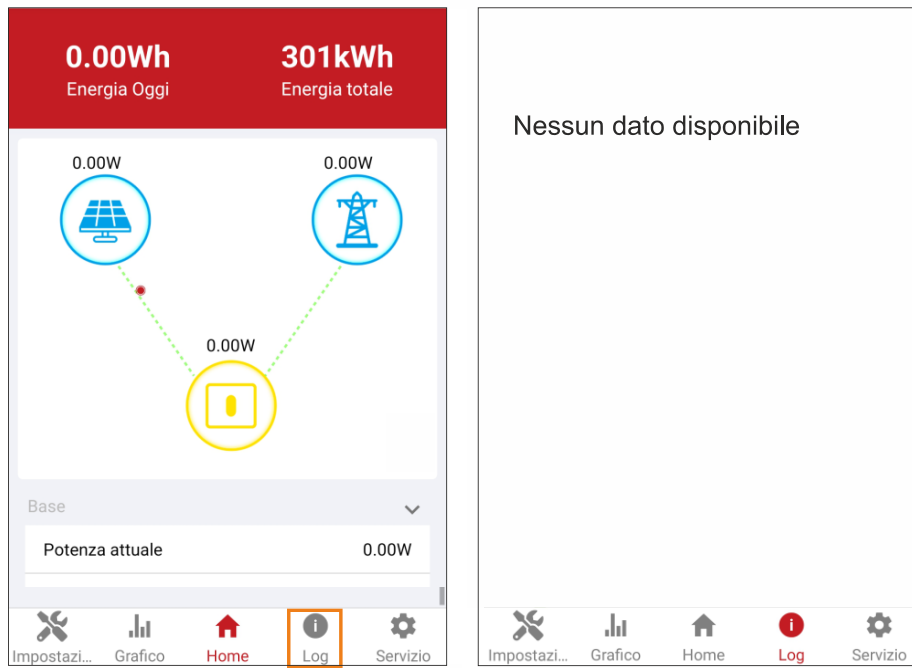 0.00Wh 301kWh
Energia Oggi Energia totale
0.00W 0.00W
0.00W
Base
Potenza attuale 0.00W
Impostazi... Grafico Home Log Servizio
Nessun dato disponibile
Impostazi... Grafico Home Log Servizio